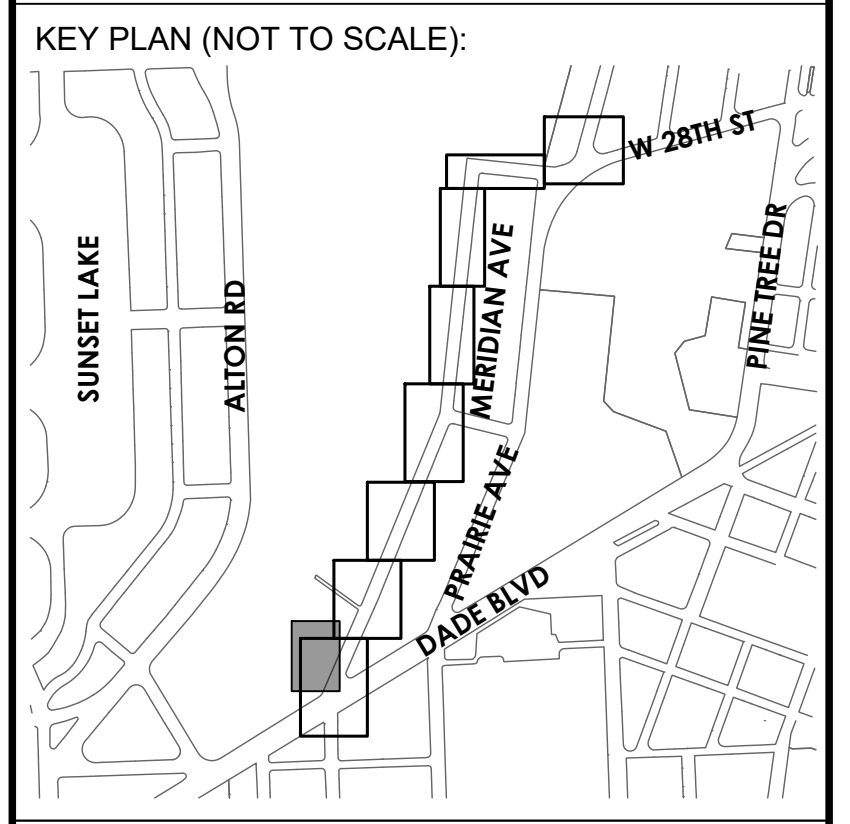 KEY PLAN (NOT TO SCALE):
W 28TH ST
SUNSET LAKE
ALTON RD
MERIDIAN AVE
PINE TREE DR
PRAIRIE AVE
DADE BLVD